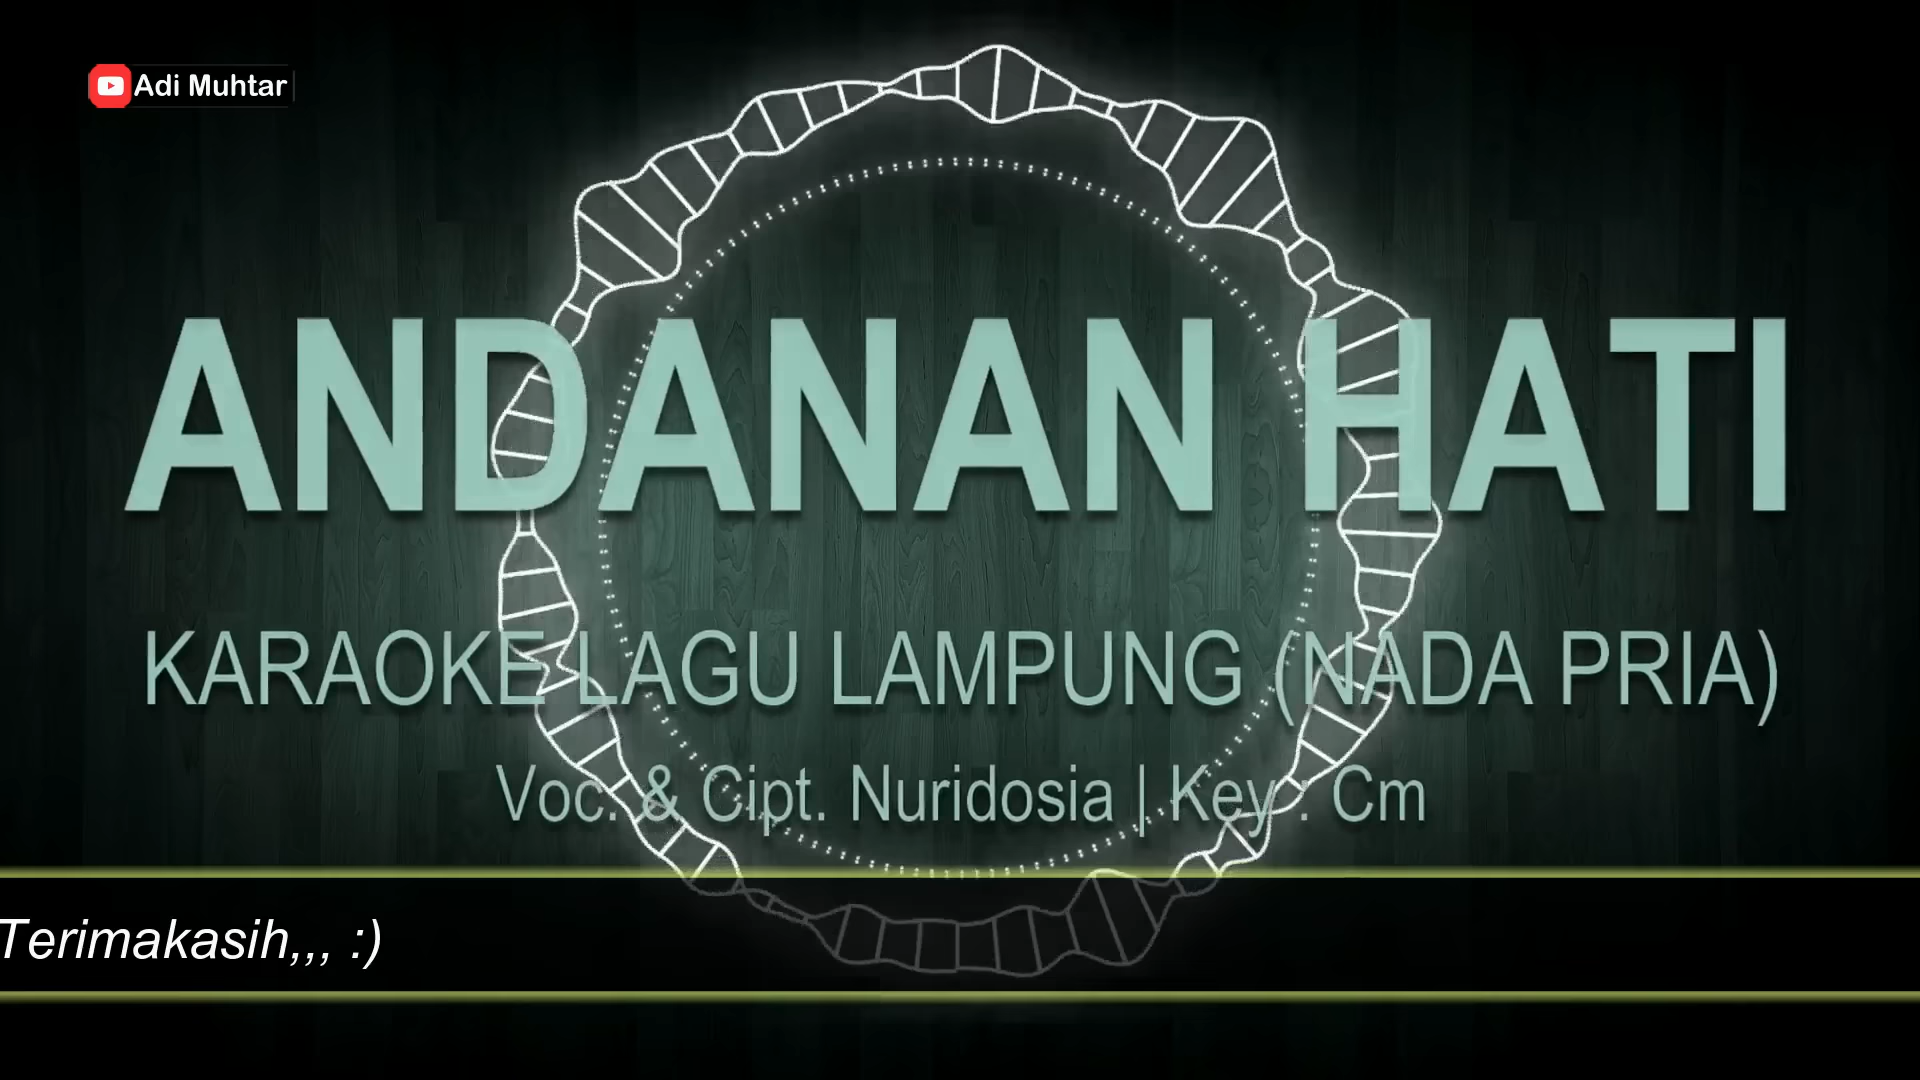 Adi Muhtar
ANDANAN HATI
KARAOKE LAGU LAMPUNG (NADA PRIA)
Voc. & Cipt. Nuridosia | Key : Cm
Terimakasih,,, :)